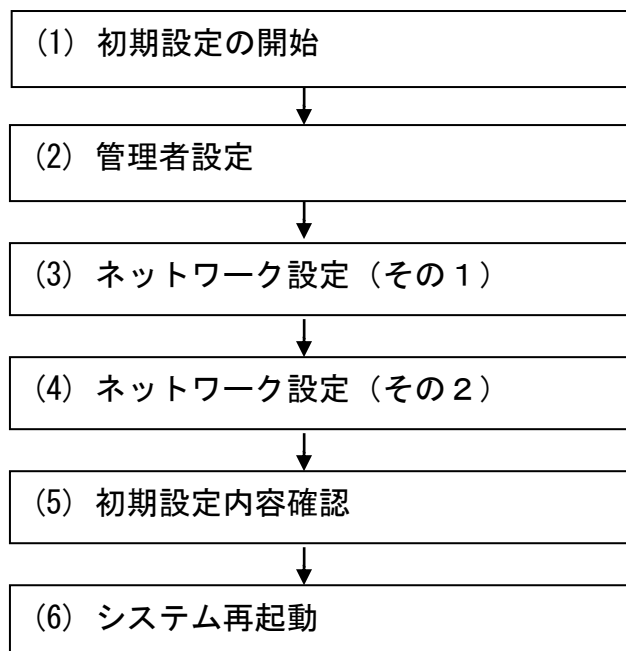 (1) 初期設定の開始
(2) 管理者設定
(3) ネットワーク設定（その１）
(4) ネットワーク設定（その２）
(5) 初期設定内容確認
(6) システム再起動